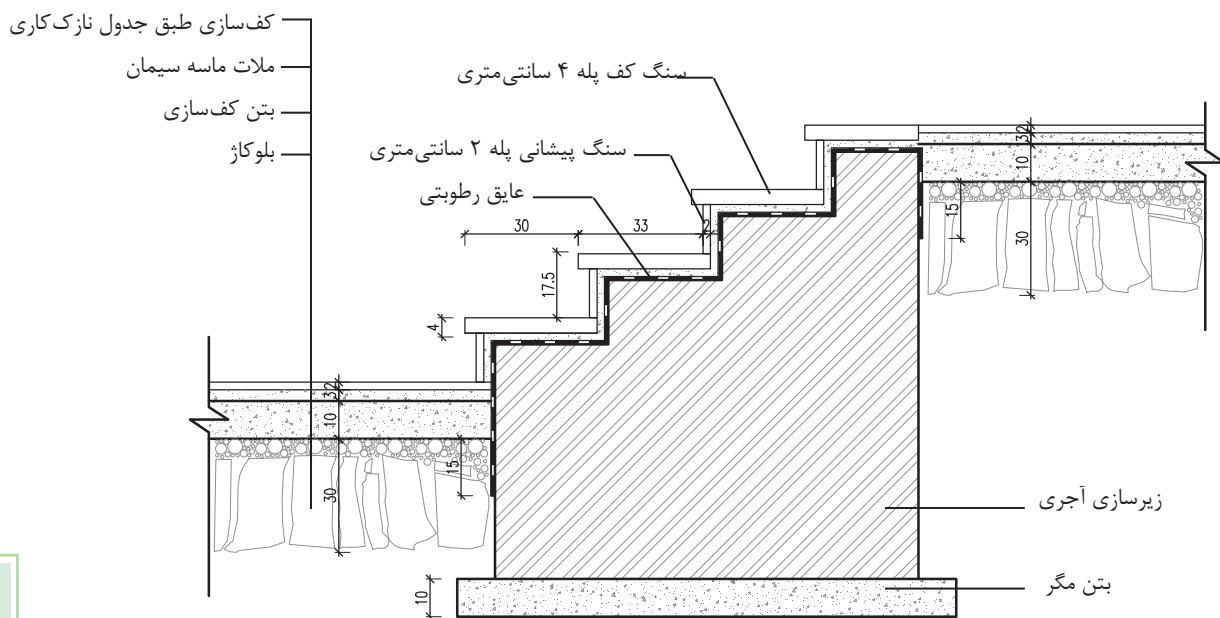 کف‌سازی طبق جدول نازک‌کاری
ملات ماسه سیمان
بتن کف‌سازی
بلوکاژ
سنگ کف پله ۴ سانتی‌متری
سنگ پیشانی پله ۲ سانتی‌متری
عایق رطوبتی
30
33
2
17.5
4
32
10
15
30
32
10
15
30
زیرسازی آجری
بتن مگر
10